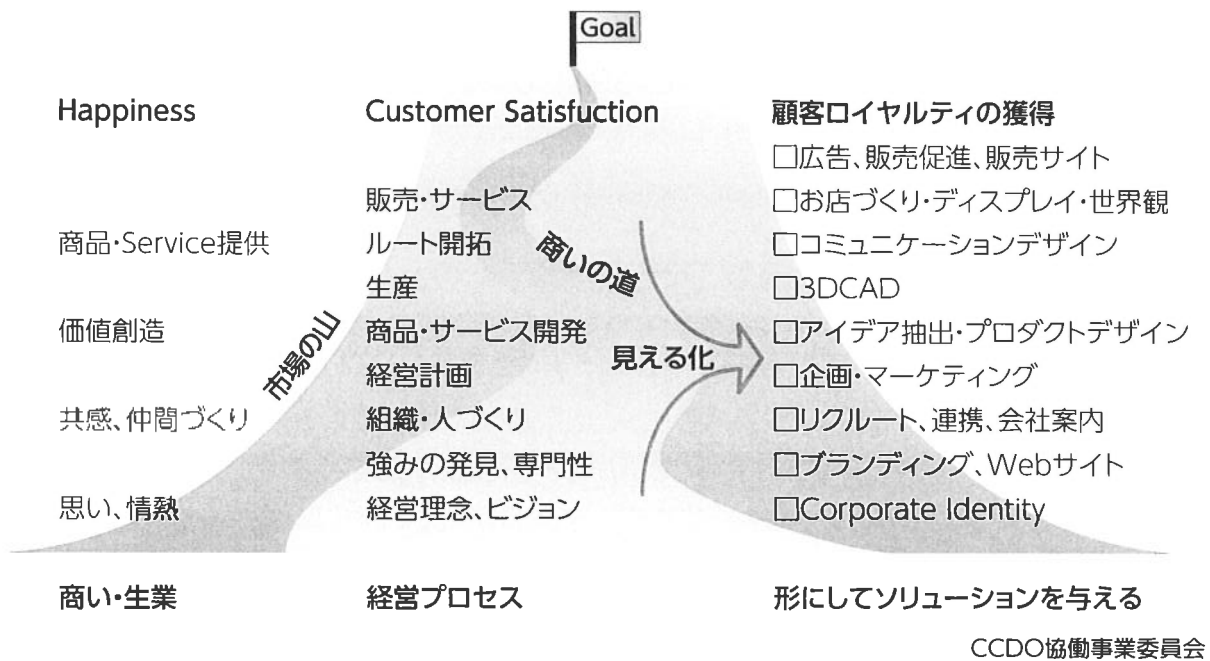 Goal
Happiness
商品・Service提供
価値創造
共感、仲間づくり
思い、情熱
商い・生業
市場の山
Customer Satisfuction
販売・サービス
ルート開拓
生産
商品・サービス開発
経営計画
組織・人づくり
強みの発見、専門性
経営理念、ビジョン
経営プロセス
商いの道
見える化
顧客ロイヤルティの獲得
□広告、販売促進、販売サイト
□お店づくり・ディスプレイ・世界観
□コミュニケーションデザイン
□3DCAD
□アイデア抽出・プロダクトデザイン
□企画・マーケティング
□リクルート、連携、会社案内
□ブランディング、Webサイト
□Corporate Identity
形にしてソリューションを与える
CCDO協働事業委員会